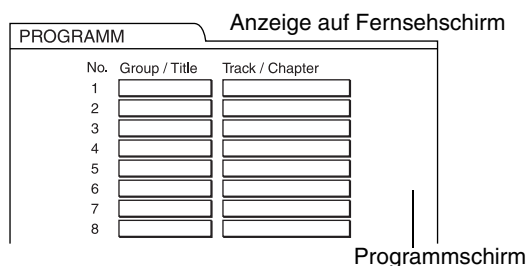 Anzeige auf Fernsehschirm
PROGRAMM
No. Group / Title Track / Chapter
1
2
3
4
5
6
7
8
Programmschirm